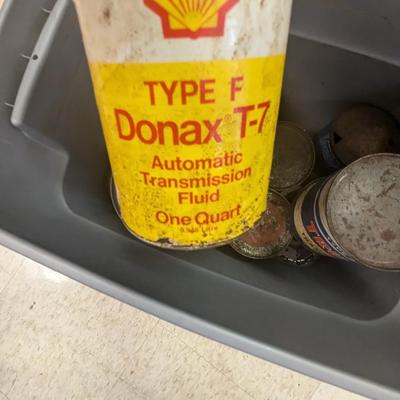 TYPE F
Donax® T-7
Automatic
Transmission
Fluid
One Quart